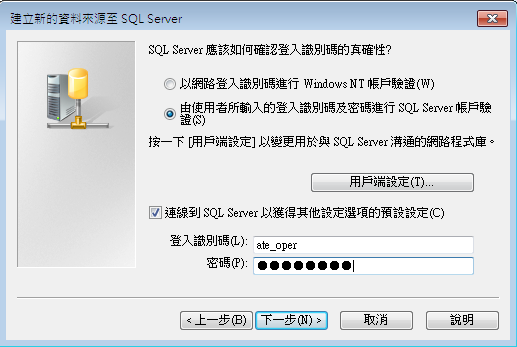 建立新的資料來源至 SQL Server
SQL Server 應該如何確認登入識別碼的真確性?
以網路登入識別碼進行 Windows NT 帳戶驗證(W)
由使用者所輸入的登入識別碼及密碼進行 SQL Server 帳戶驗
證(S)
按一下 [用戶端設定] 以變更用於與 SQL Server 溝通的網路程式庫。
用戶端設定(T)...
連線到 SQL Server 以獲得其他設定選項的預設設定(C)
登入識別碼(L): ate_oper
密碼(P): ●●●●●●●●
< 上一步(B) 下一步(N) > 取消 說明